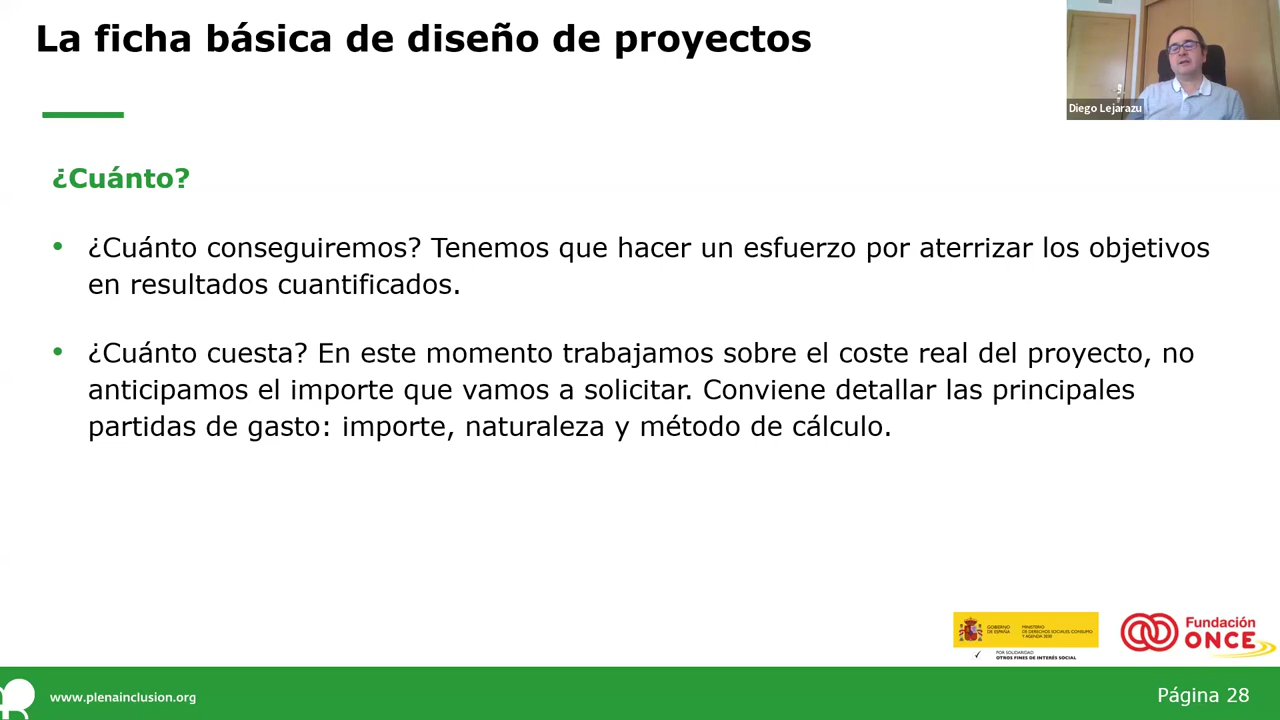 La ficha básica de diseño de proyectos
Diego Lejarazu
¿Cuánto?
• ¿Cuánto conseguiremos? Tenemos que hacer un esfuerzo por aterrizar los objetivos
en resultados cuantificados.
• ¿Cuánto cuesta? En este momento trabajamos sobre el coste real del proyecto, no
anticipamos el importe que vamos a solicitar. Conviene detallar las principales
partidas de gasto: importe, naturaleza y método de cálculo.
GOBIERNO
DE ESPAÑA
MINISTERIO
DE DERECHOS SOCIALES, CONSUMO
Y AGENDA 2030
POR SOLIDARIDAD
OTROS FINES DE INTERÉS SOCIAL
Fundación
ONCE
www.plenainclusion.org
Página 28